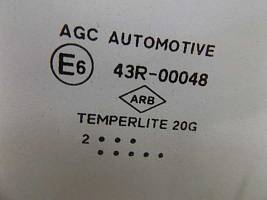 AGC AUTOMOTIVE
E6 43R-00048
ARB
TEMPERLITE 20G
2 • • •
• • • • •